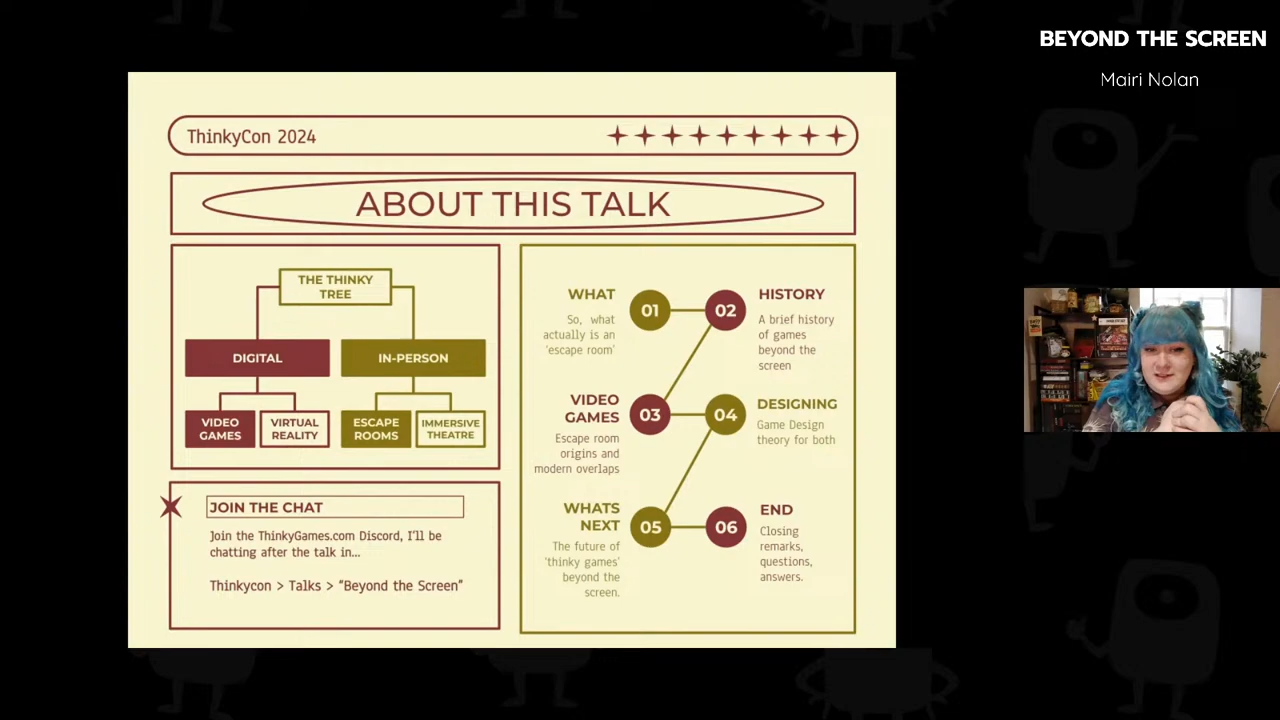 BEYOND THE SCREEN
Mairi Nolan
ThinkyCon 2024
ABOUT THIS TALK
THE THINKY
TREE
DIGITAL
IN-PERSON
VIDEO
GAMES
VIRTUAL
REALITY
ESCAPE
ROOMS
IMMERSIVE
THEATRE
JOIN THE CHAT
Join the ThinkyGames.com Discord, I'll be
chatting after the talk in...
Thinkycon > Talks > “Beyond the Screen”
WHAT
So, what
actually is an
'escape room'
01
02
HISTORY
A brief history
of games
beyond the
screen
VIDEO
GAMES
Escape room
origins and
modern overlaps
03
04
DESIGNING
Game Design
theory for both
WHATS
NEXT
The future of
'thinky games'
beyond the
screen.
05
06
END
Closing
remarks,
questions,
answers.